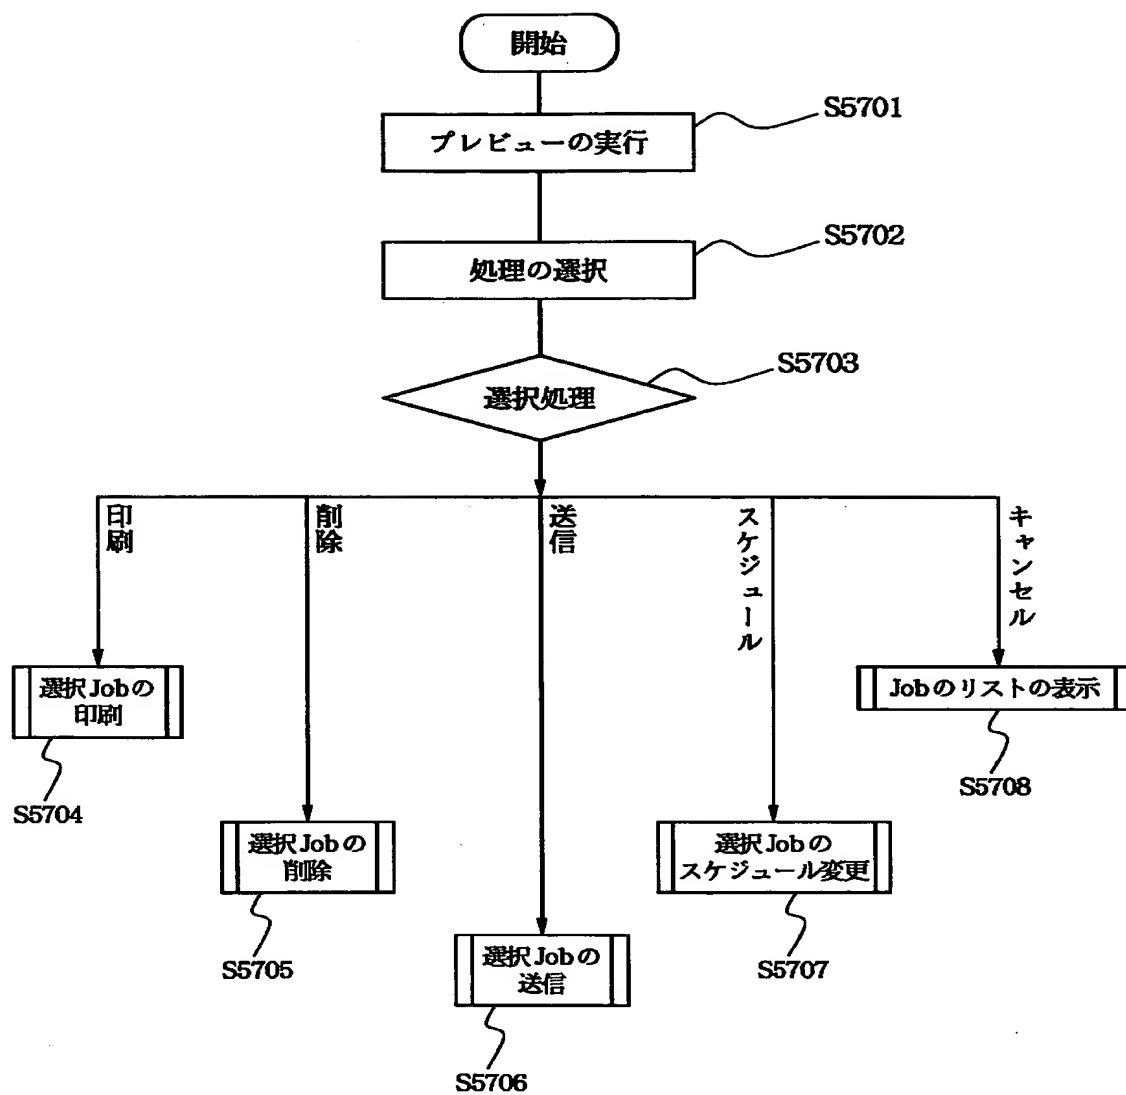 開始
S5701
プレビューの実行
S5702
処理の選択
S5703
選択処理
印刷
削除
送信
スケジュール
キャンセル
選択Jobの
印刷
S5704
選択Jobの
削除
S5705
選択Jobの
送信
S5706
選択Jobの
スケジュール変更
S5707
Jobのリストの表示
S5708